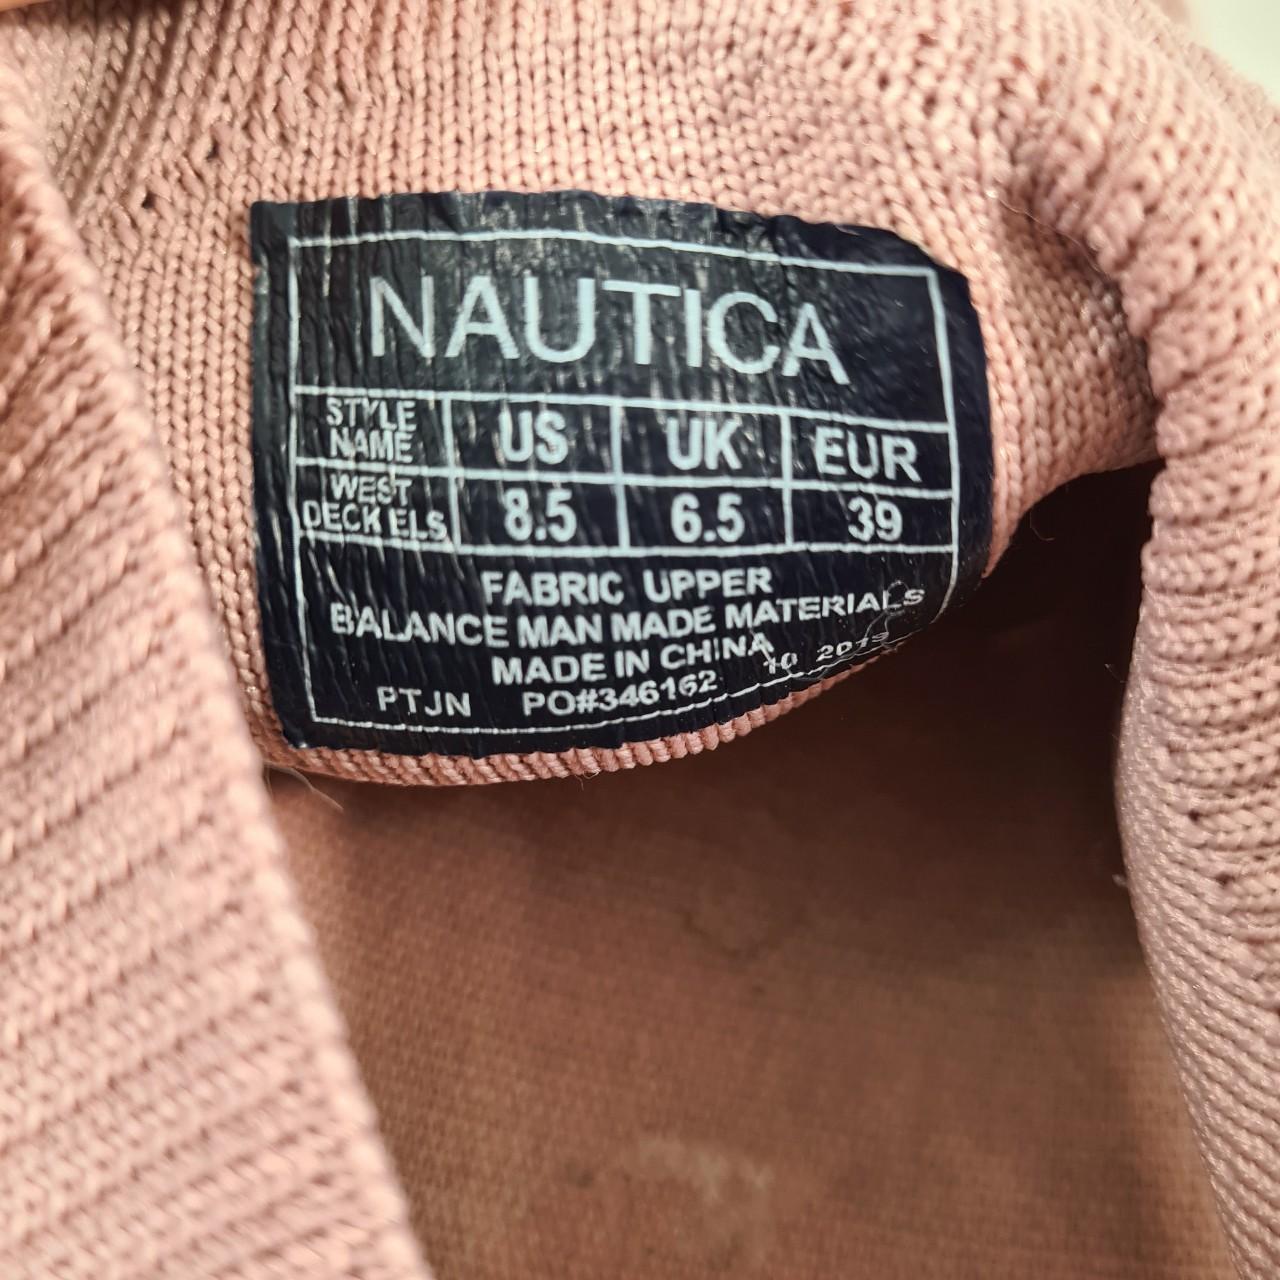 NAUTICA
STYLE NAME US UK EUR
WEST DECK ELS 8.5 6.5 39
FABRIC UPPER
BALANCE MAN MADE MATERIALS
MADE IN CHINA 10 2019
PTJN PO#346162